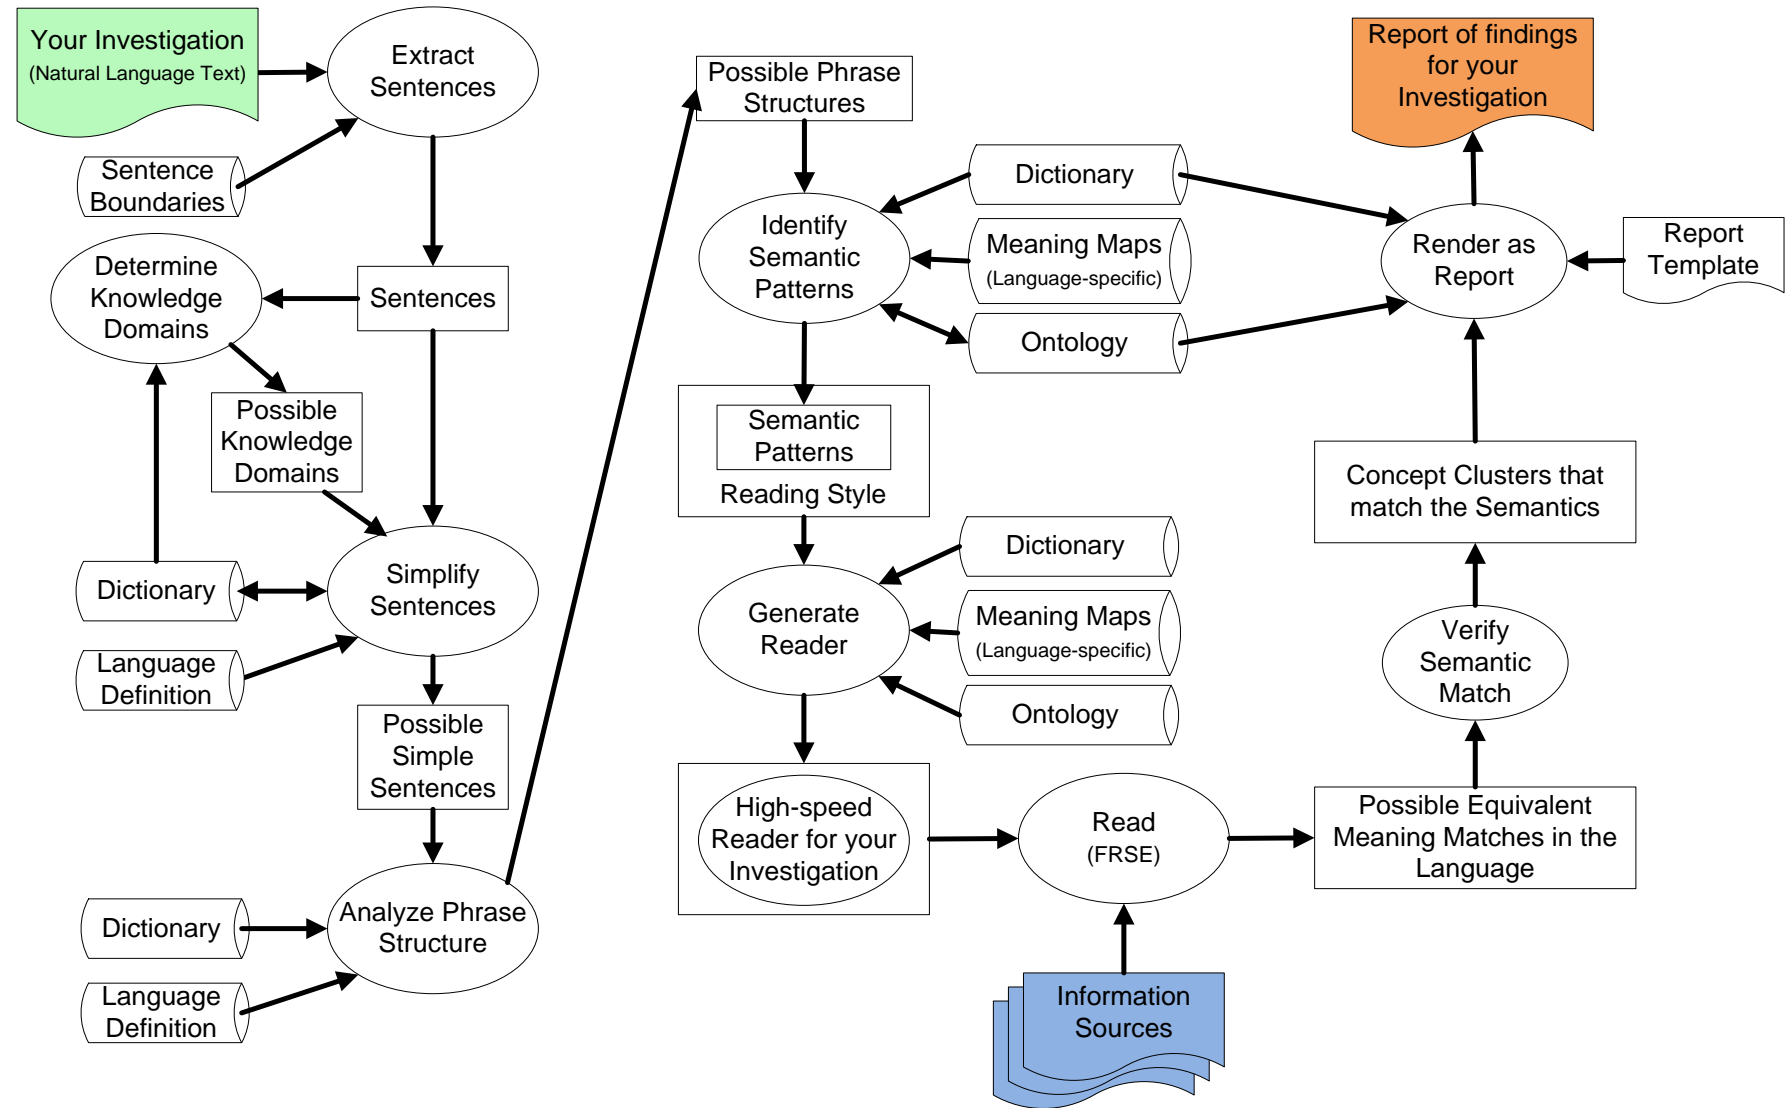 Your Investigation
(Natural Language Text)
Extract
Sentences
Sentence
Boundaries
Determine
Knowledge
Domains
Sentences
Possible
Knowledge
Domains
Dictionary
Simplify
Sentences
Language
Definition
Possible
Simple
Sentences
Dictionary
Analyze Phrase
Structure
Language
Definition
Possible Phrase
Structures
Identify
Semantic
Patterns
Dictionary
Meaning Maps
(Language-specific)
Ontology
Semantic
Patterns
Reading Style
Generate
Reader
Dictionary
Meaning Maps
(Language-specific)
Ontology
High-speed
Reader for your
Investigation
Read
(FRSE)
Information
Sources
Possible Equivalent
Meaning Matches in the
Language
Verify
Semantic
Match
Concept Clusters that
match the Semantics
Render as
Report
Report
Template
Report of findings
for your
Investigation